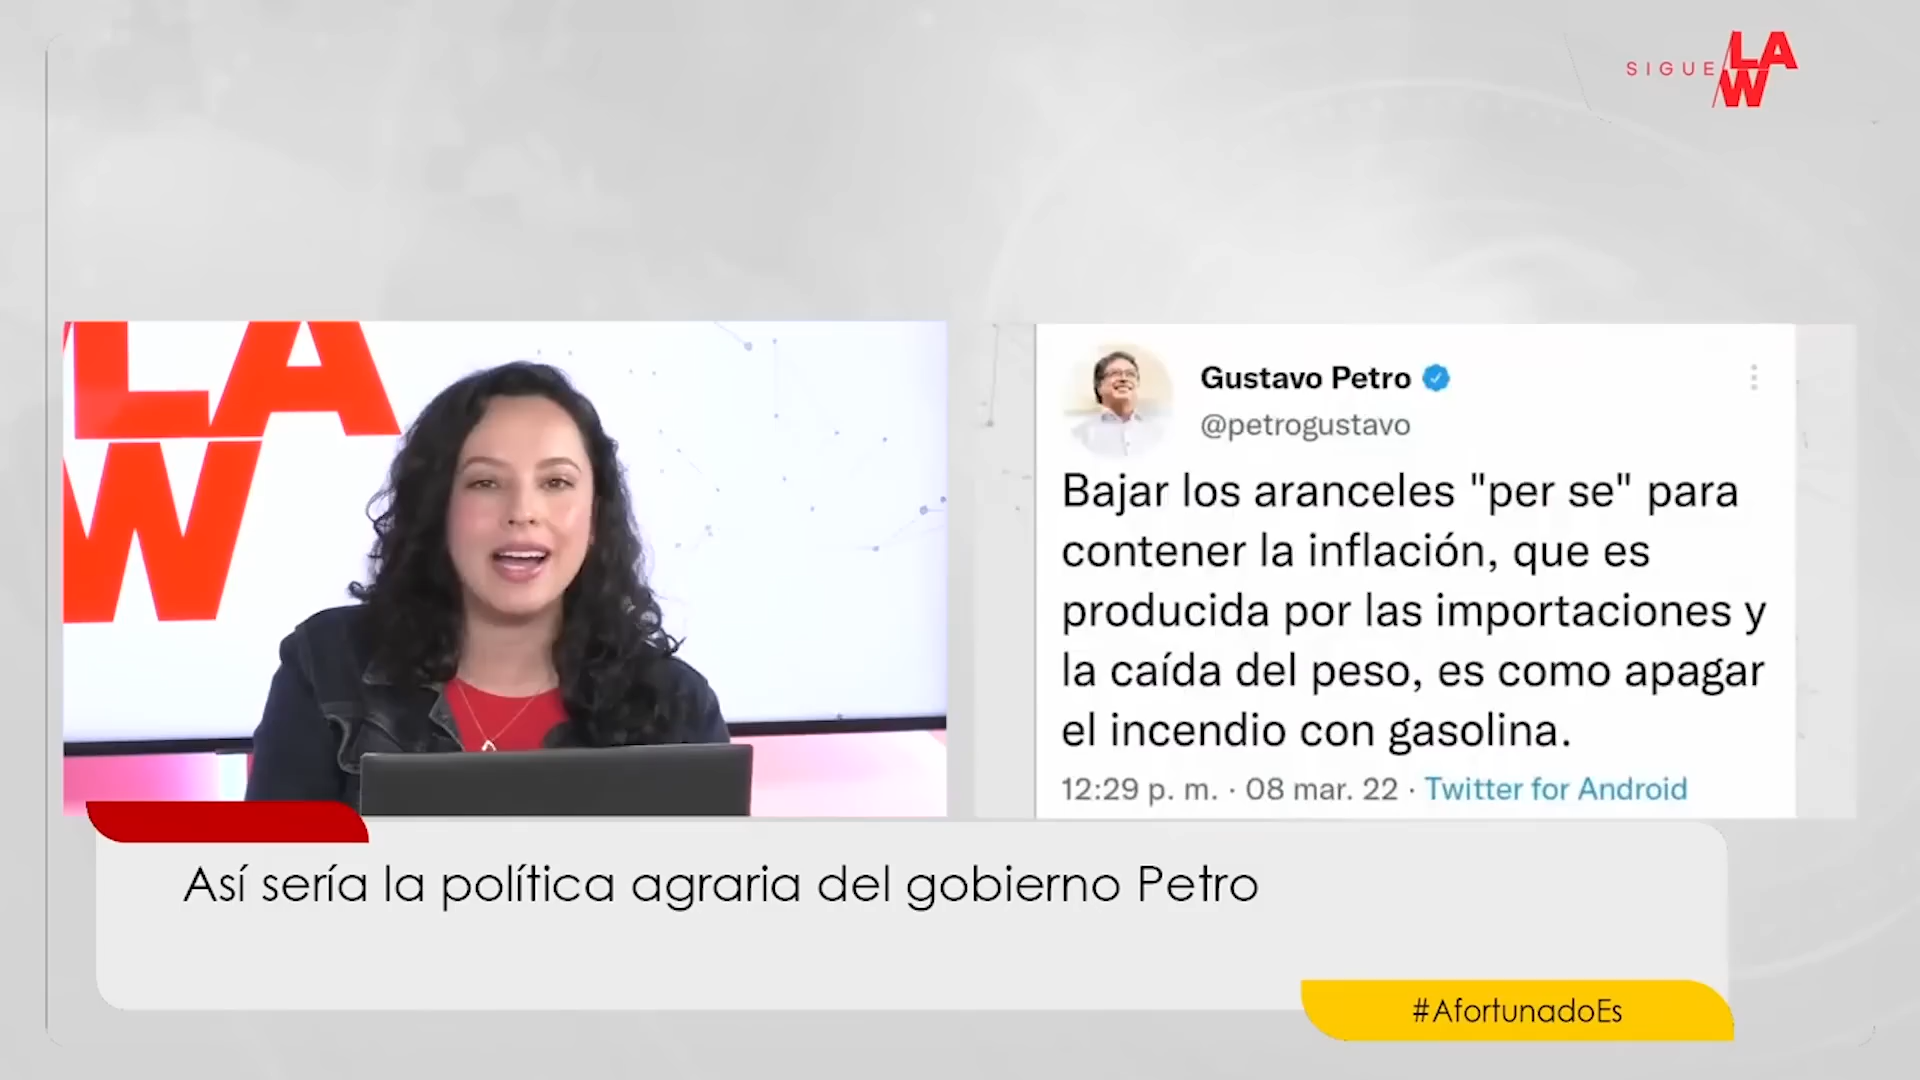 SIGUE LA
W
LA
W
Gustavo Petro
@petrogustavo
Bajar los aranceles "per se" para
contener la inflación, que es
producida por las importaciones y
la caída del peso, es como apagar
el incendio con gasolina.
12:29 p. m. · 08 mar. 22 · Twitter for Android
Así sería la política agraria del gobierno Petro
#AfortunadoEs